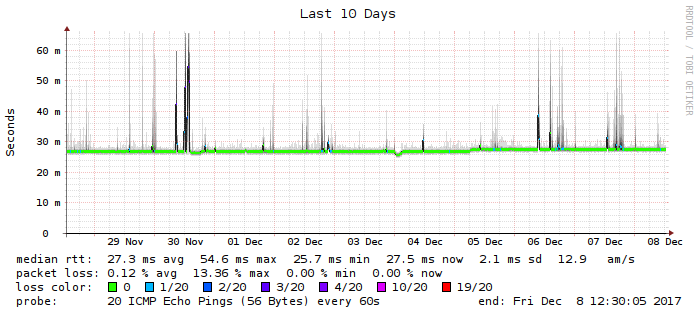 Last 10 Days
RRDTOOL / TOBI OETIKER
Seconds
60 m
50 m
40 m
30 m
20 m
10 m
0
29 Nov 30 Nov 01 Dec 02 Dec 03 Dec 04 Dec 05 Dec 06 Dec 07 Dec 08 Dec
median rtt: 27.3 ms avg 54.6 ms max 25.7 ms min 27.5 ms now 2.1 ms sd 12.9 am/s
packet loss: 0.12 % avg 13.36 % max 0.00 % min 0.00 % now
loss color: 0 1/20 2/20 3/20 4/20 10/20 19/20
probe: 20 ICMP Echo Pings (56 Bytes) every 60s end: Fri Dec 8 12:30:05 2017